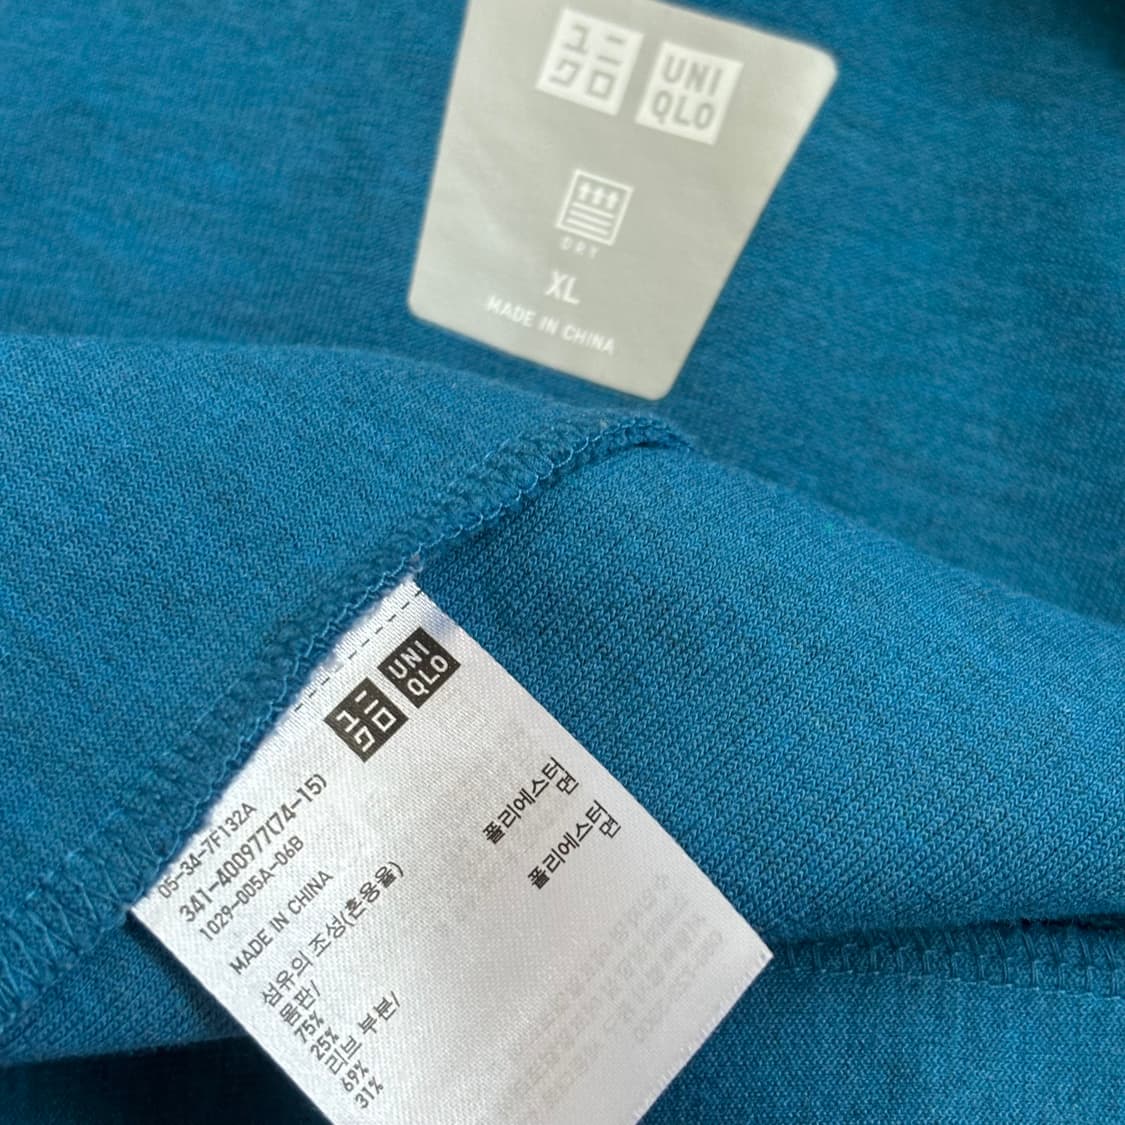 ユニ
クロ
UNI
QLO
DRY
XL
MADE IN CHINA
ユニ
クロ
UNI
QLO
05-34-7F132A
341-400977(74-15)
1029-005A-06B
MADE IN CHINA
섬유의 조성(혼용율)
몸판/
75% 폴리에스터
25% 면
리브 부분/
69% 폴리에스터
31% 면